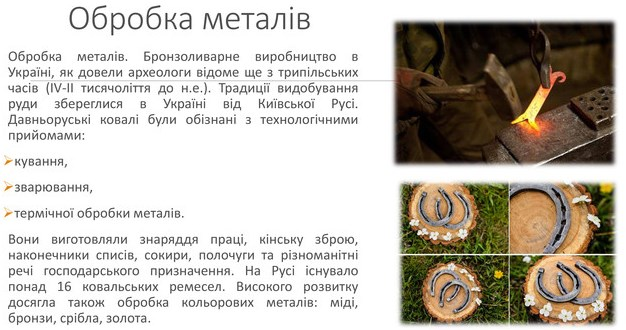 Обробка металів
Обробка металів. Бронзоливарне виробництво в
Україні, як довели археологи відоме ще з трипільських
часів (IV-II тисячоліття до н.е.). Традиції видобування
руди збереглися в Україні від Київської Русі.
Давньоруські ковалі були обізнані з технологічними
прийомами:
кування,
зварювання,
термічної обробки металів.
Вони виготовляли знаряддя праці, кінську зброю,
наконечники списів, сокири, полочуги та різноманітні
речі господарського призначення. На Русі існувало
понад 16 ковальських ремесел. Високого розвитку
досягла також обробка кольорових металів: міді,
бронзи, срібла, золота.